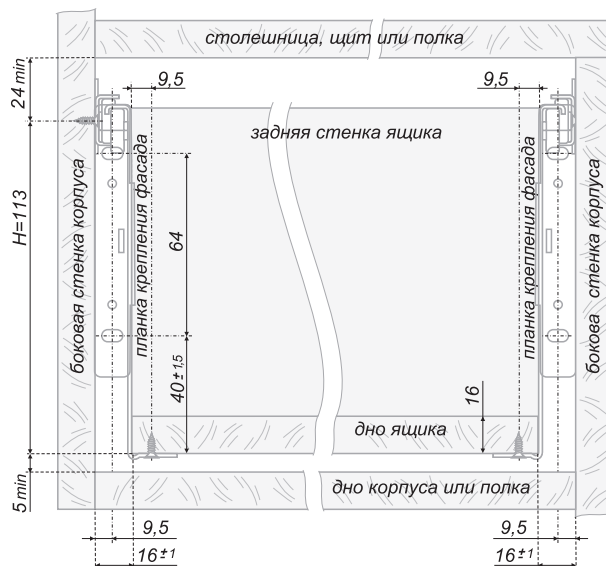 столешница, щит или полка
24 min
9,5
9,5
задняя стенка ящика
H=113
боковая стенка корпуса
планка крепления фасада
64
планка крепления фасада
бокова стенка корпуса
40±1,5
16
дно ящика
5 min
дно корпуса или полка
9,5
9,5
16±1
16±1